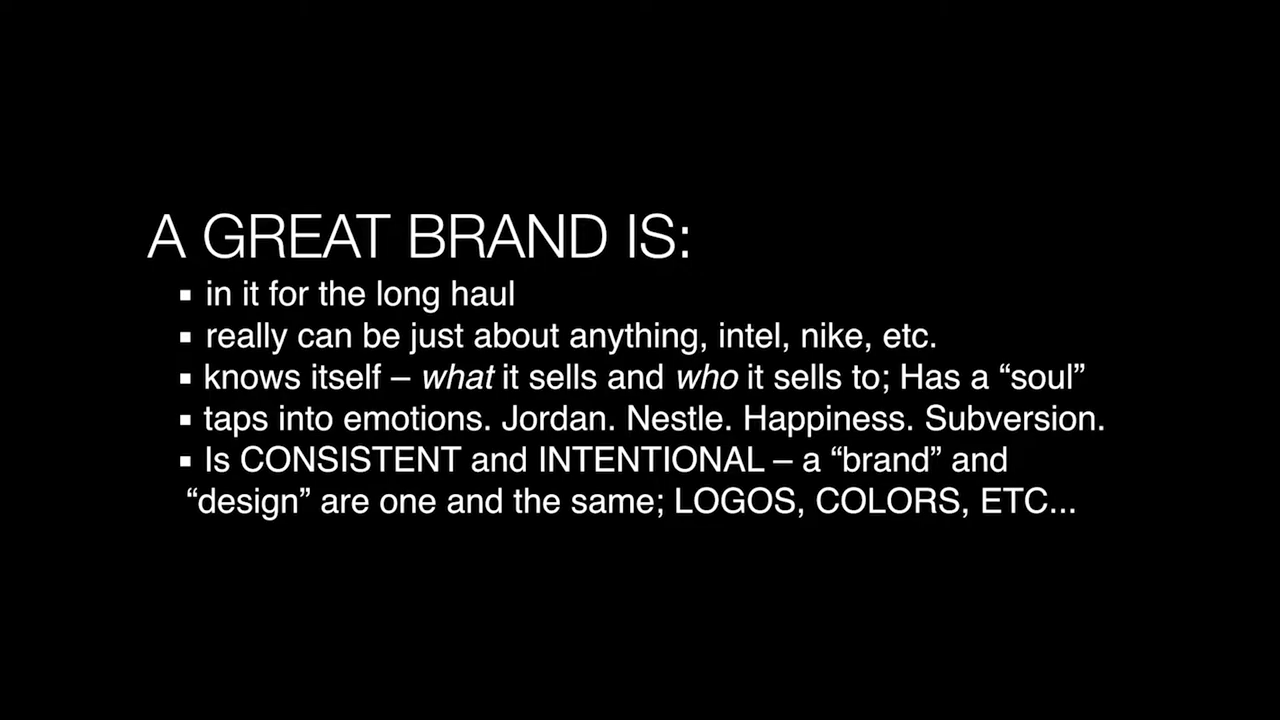 A GREAT BRAND IS:
▪ in it for the long haul
▪ really can be just about anything, intel, nike, etc.
▪ knows itself – what it sells and who it sells to; Has a “soul”
▪ taps into emotions. Jordan. Nestle. Happiness. Subversion.
▪ Is CONSISTENT and INTENTIONAL – a “brand” and
“design” are one and the same; LOGOS, COLORS, ETC...